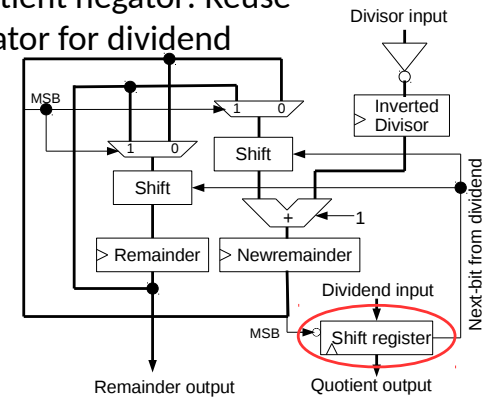 tient negator: Reuse
ator for dividend
Divisor input
MSB
1 0
Inverted
Divisor
1 0
Shift
Shift
+
1
Next-bit from dividend
Remainder
Newremainder
Dividend input
MSB
Shift register
Remainder output
Quotient output